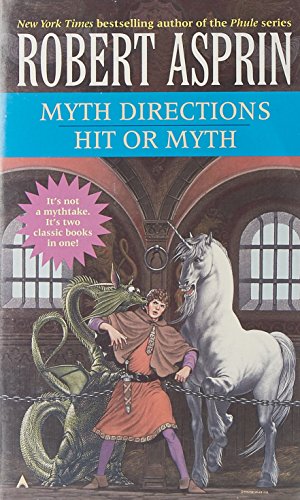 New York Times bestselling author of the Phule series
ROBERT ASPRIN
MYTH DIRECTIONS
HIT OR MYTH
It's not
a mythtake.
It's two
classic books
in one!